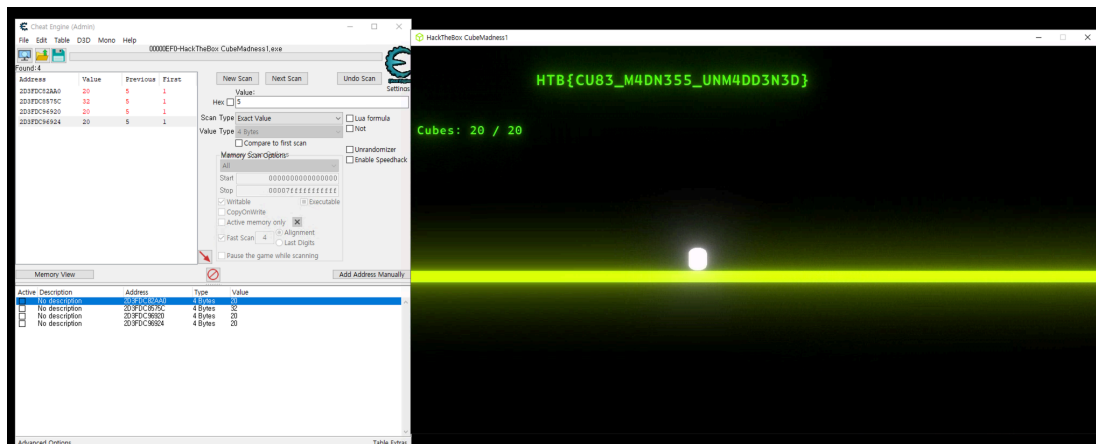 Cheat Engine (Admin)
File Edit Table D3D Mono Help
00000EF0-HackTheBox CubeMadness1.exe
Found:4
Address Value Previous First
2D3FDC82AA0 20 5 1
2D3FDC8575C 32 5 1
2D3FDC96920 20 5 1
2D3FDC96924 20 5 1
New Scan Next Scan Undo Scan
Settings
Value:
Hex 5
Scan Type Exact Value
Lua formula
Not
Value Type 4 Bytes
Compare to first scan
Unrandomizer
Enable Speedhack
Memory Scan Options
All
Start 0000000000000000
Stop 00007fffffffffff
Writable Executable
CopyOnWrite
Active memory only
Fast Scan 4 Alignment
Last Digits
Pause the game while scanning
Memory View
Add Address Manually
Active Description Address Type Value
No description 2D3FDC82AA0 4 Bytes 20
No description 2D3FDC8575C 4 Bytes 32
No description 2D3FDC96920 4 Bytes 20
No description 2D3FDC96924 4 Bytes 20
Advanced Options Table Extras
HackTheBox CubeMadness1
HTB{CU83_M4DN355_UNM4DD3N3D}
Cubes: 20 / 20